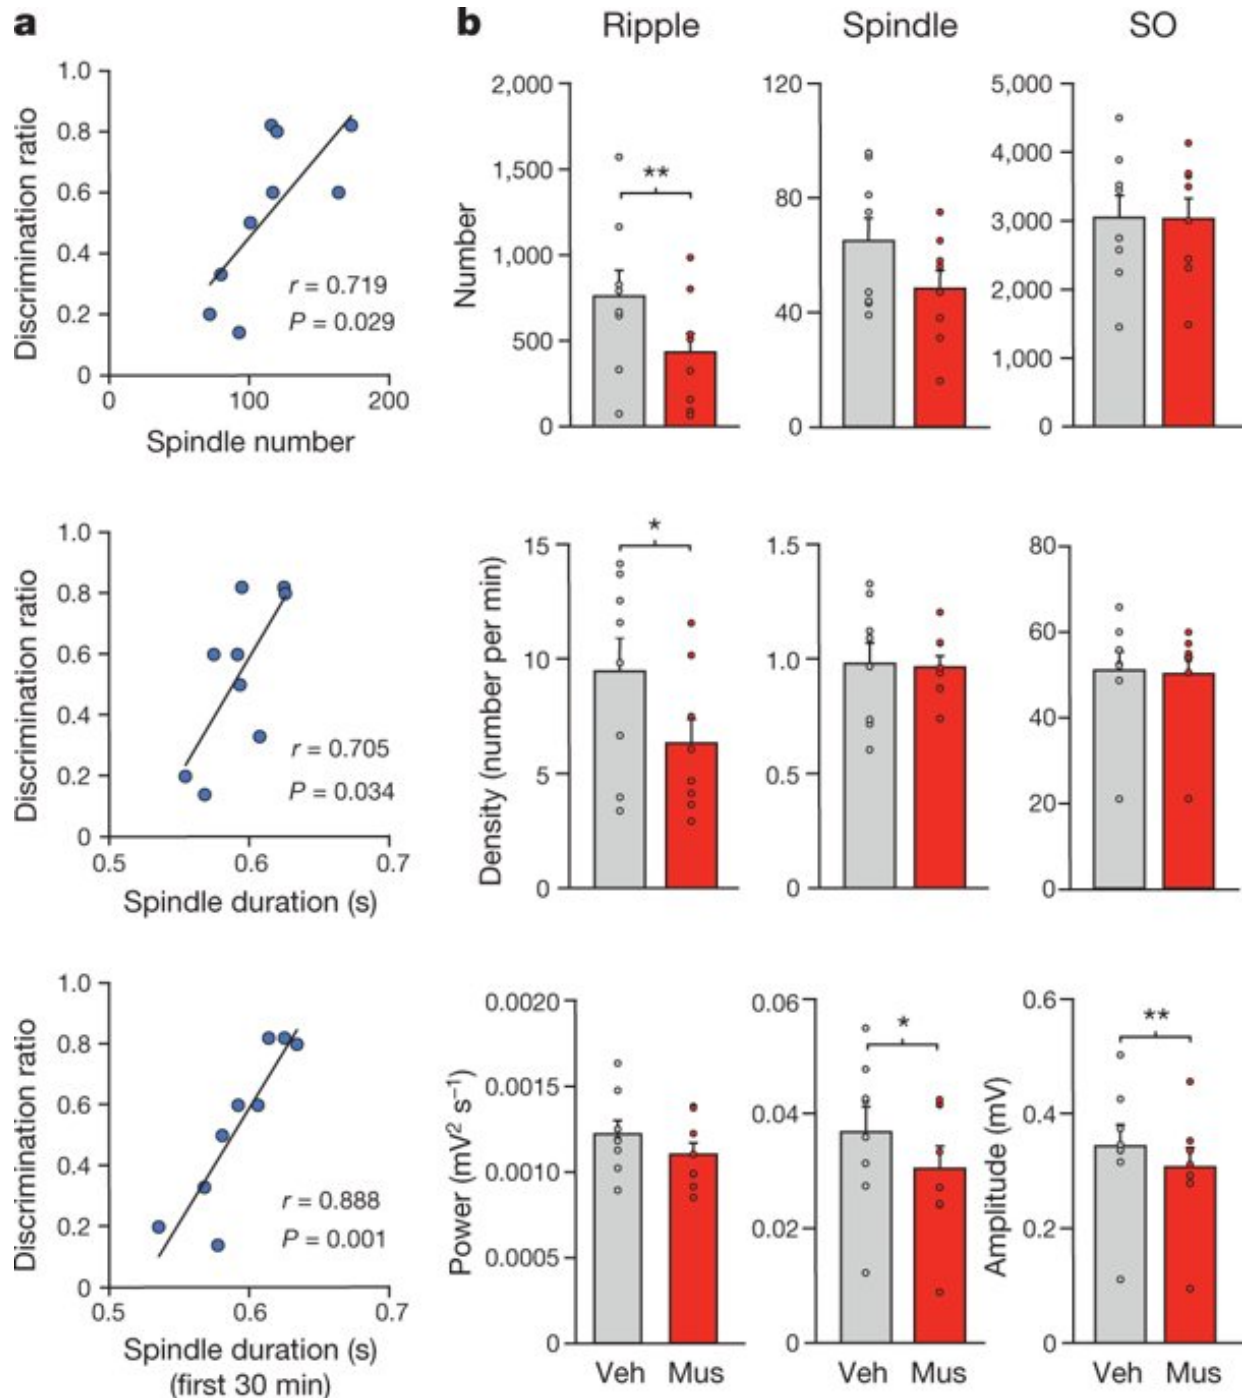 a
1.0
0.8
0.6
0.4
0.2
0
Discrimination ratio
r = 0.719
P = 0.029
0 100 200
Spindle number
1.0
0.8
0.6
0.4
0.2
0
Discrimination ratio
r = 0.705
P = 0.034
0.5 0.6 0.7
Spindle duration (s)
1.0
0.8
0.6
0.4
0.2
0
Discrimination ratio
r = 0.888
P = 0.001
0.5 0.6 0.7
Spindle duration (s)
(first 30 min)
b
Ripple Spindle SO
2,000
1,500
1,000
500
0
Number
**
120
80
40
0
5,000
4,000
3,000
2,000
1,000
0
15
10
5
0
Density (number per min)
*
1.5
1.0
0.5
0
80
60
40
20
0
0.0020
0.0015
0.0010
0.0005
0
Power (mV² s⁻¹)
0.06
0.04
0.02
0
*
0.6
0.4
0.2
0
Amplitude (mV)
**
Veh Mus Veh Mus Veh Mus